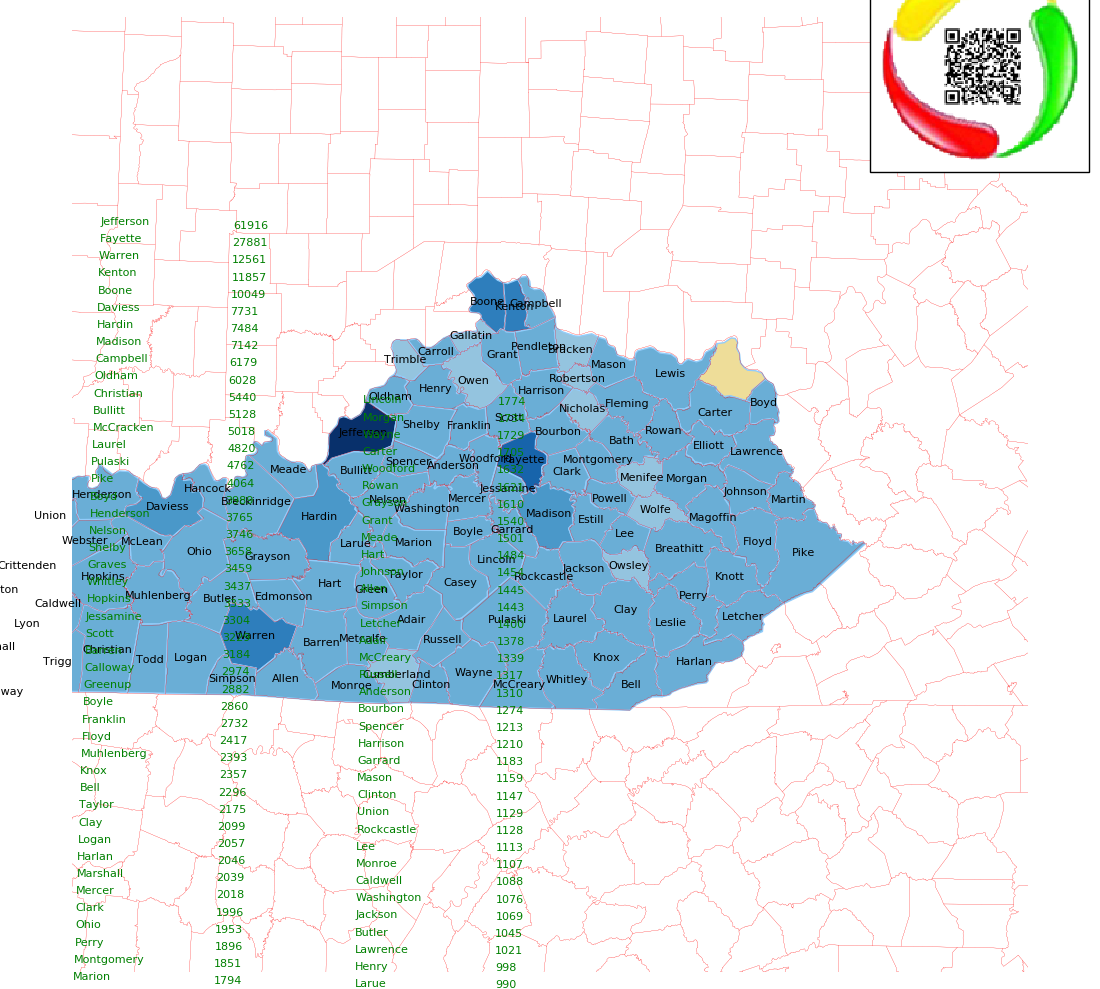 Jefferson 61916
Fayette 27881
Warren 12561
Kenton 11857
Boone 10049
Daviess 7731
Hardin 7484
Madison 7142
Campbell 6179
Oldham 6028
Christian 5440
Bullitt 5128
McCracken 5018
Laurel 4820
Pulaski 4762
Pike 4064
Boyd
Henderson 3765
Nelson 3746
Shelby 3658
Graves 3459
Whitley 3437
Hopkins 3333
Jessamine 3304
Scott
Barren 3184
Calloway 2974
Greenup 2882
Boyle 2860
Franklin 2732
Floyd 2417
Muhlenberg 2393
Knox 2357
Bell 2296
Taylor 2175
Clay 2099
Logan 2057
Harlan 2046
Marshall 2039
Mercer 2018
Clark 1996
Ohio 1953
Perry 1896
Montgomery 1851
Marion 1794
Lincoln 1774
Morgan
Wayne 1729
Carter
Woodford
Rowan
Grayson 1610
Grant 1540
Meade 1501
Hart 1484
Johnson 1454
Allen 1445
Simpson 1443
Letcher 1400
Adair 1378
McCreary 1339
Russell 1317
Anderson 1310
Bourbon 1274
Spencer 1213
Harrison 1210
Garrard 1183
Mason 1159
Clinton 1147
Union 1129
Rockcastle 1128
Lee 1113
Monroe 1107
Caldwell 1088
Washington 1076
Jackson 1069
Butler 1045
Lawrence 1021
Henry 998
Larue 990
Boone
Kenton
Campbell
Gallatin
Carroll
Trimble
Grant
Pendleton
Bracken
Mason
Owen
Henry
Harrison
Robertson
Lewis
Oldham
Nicholas
Fleming
Carter
Boyd
Jefferson
Shelby
Franklin
Scott
Bourbon
Bath
Rowan
Elliott
Lawrence
Meade
Bullitt
Spencer
Anderson
Woodford
Fayette
Clark
Montgomery
Menifee
Morgan
Johnson
Martin
Henderson
Hancock
Daviess
Breckinridge
Hardin
Nelson
Washington
Mercer
Jessamine
Madison
Powell
Estill
Wolfe
Magoffin
Union
Webster
McLean
Ohio
Grayson
Larue
Marion
Boyle
Garrard
Lee
Breathitt
Floyd
Pike
Crittenden
Hopkins
Muhlenberg
Butler
Edmonson
Hart
Green
Taylor
Casey
Lincoln
Rockcastle
Jackson
Owsley
Knott
Perry
ton
Caldwell
Lyon
Warren
Barren
Metcalfe
Adair
Russell
Pulaski
Laurel
Clay
Leslie
Letcher
all
Trigg
Christian
Todd
Logan
Simpson
Allen
Monroe
Cumberland
Clinton
Wayne
McCreary
Whitley
Knox
Bell
Harlan
way